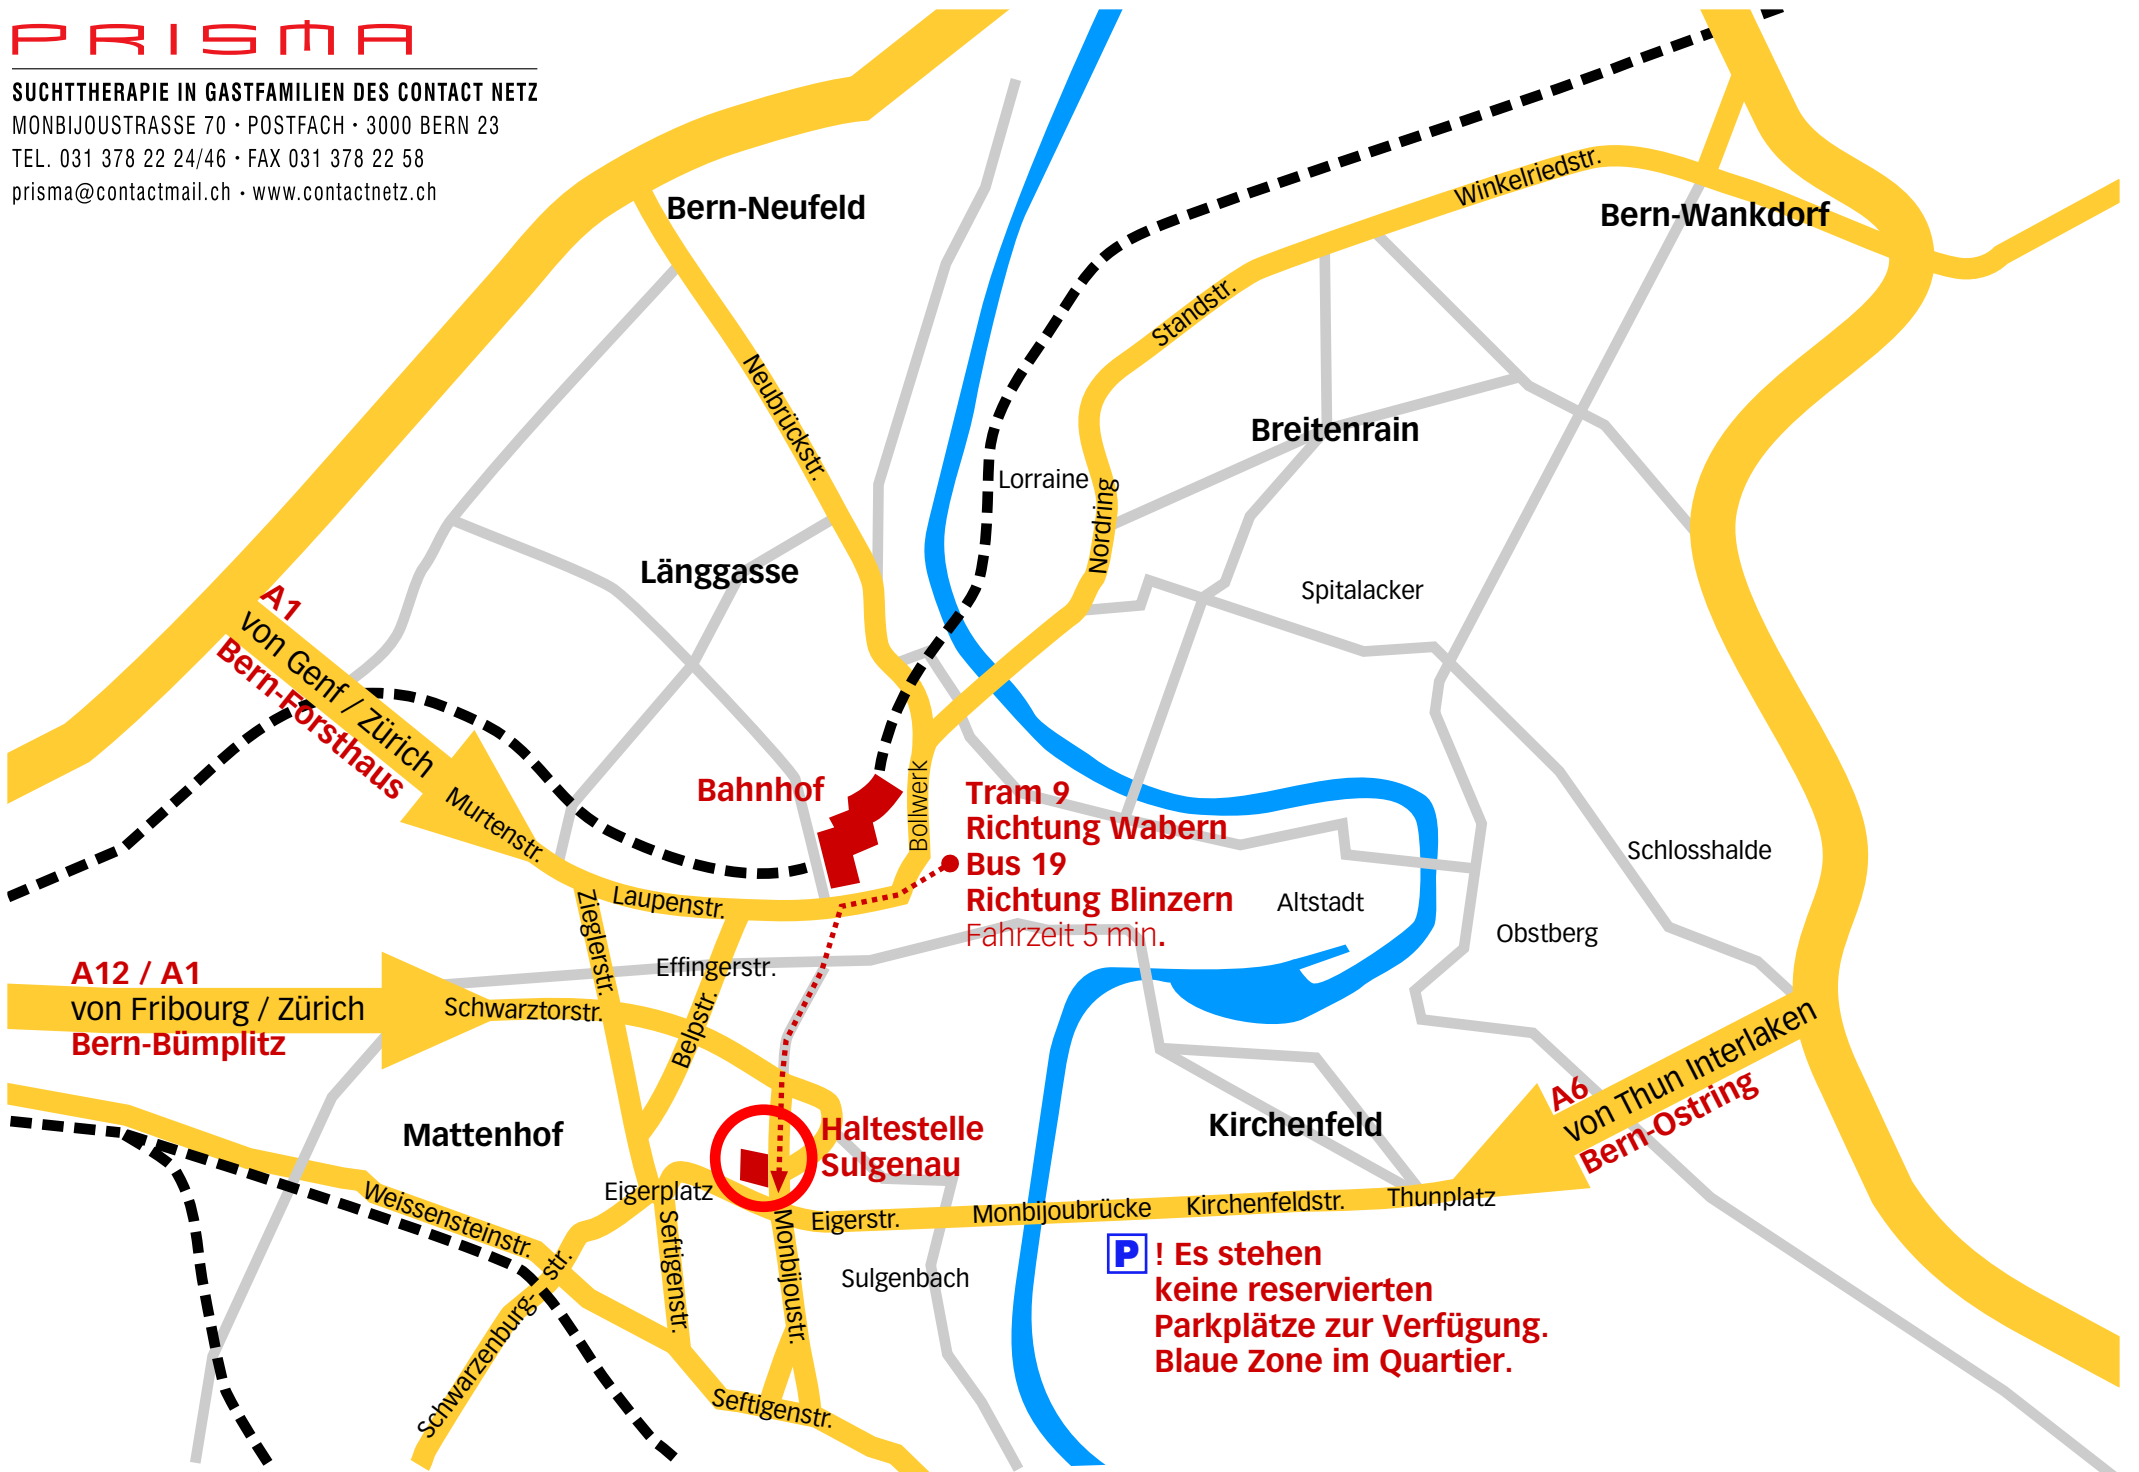 PRISMA
SUCHTTHERAPIE IN GASTFAMILIEN DES CONTACT NETZ
MONBIJOUSTRASSE 70 • POSTFACH • 3000 BERN 23
TEL. 031 378 22 24/46 • FAX 031 378 22 58
prisma@contactmail.ch • www.contactnetz.ch
Bern-Neufeld
Winkelriedstr.
Bern-Wankdorf
Standstr.
Neubrückstr.
Breitenrain
Lorraine
Nordring
Länggasse
Spitalacker
A1
von Genf / Zürich
Bern-Forsthaus
Murtenstr.
Bahnhof
Bollwerk
Tram 9
Richtung Wabern
Bus 19
Richtung Blinzern
Fahrzeit 5 min.
Schlosshalde
Altstadt
Obstberg
Laupenstr.
Zieglerstr.
Effingerstr.
A12 / A1
von Fribourg / Zürich
Bern-Bümplitz
Schwarztorstr.
Belpstr.
A6
von Thun Interlaken
Bern-Ostring
Mattenhof
Haltestelle
Sulgenau
Kirchenfeld
Eigerplatz
Weissensteinstr.
Eigerstr.
Monbijoubrücke
Kirchenfeldstr.
Thunplatz
Seftigenstr.
Monbijoustr.
Sulgenbach
P ! Es stehen
keine reservierten
Parkplätze zur Verfügung.
Blaue Zone im Quartier.
Schwarzenburg-
str.
Seftigenstr.